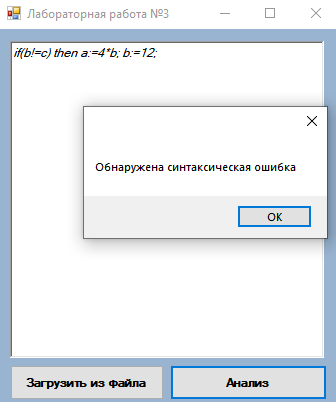 Лабораторная работа №3
if(b!=c) then a:=4*b; b:=12;
Обнаружена синтаксическая ошибка
OK
Загрузить из файла
Анализ